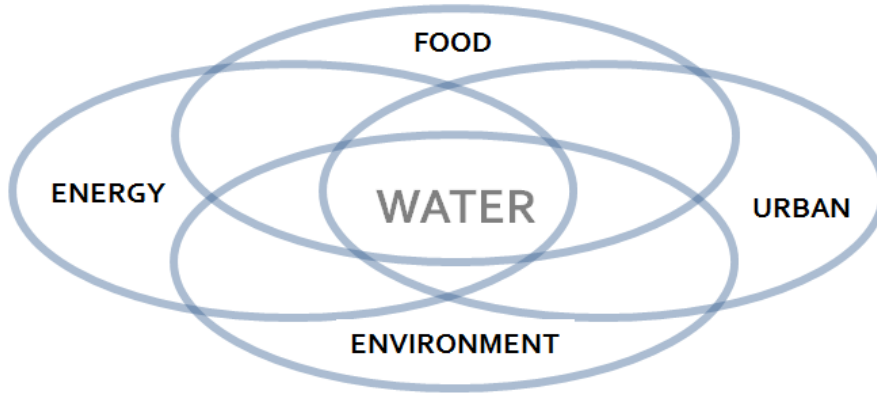 FOOD
ENERGY
WATER
URBAN
ENVIRONMENT